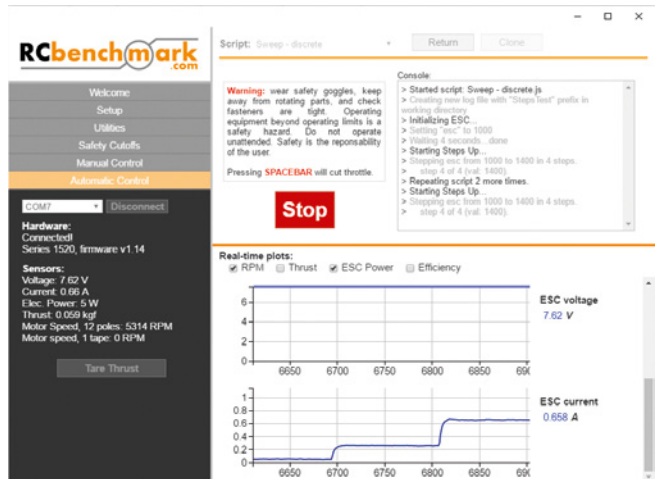 RCbenchmark
.com
Welcome
Setup
Utilities
Safety Cutoffs
Manual Control
Automatic Control
COM7
Disconnect
Hardware:
Connected!
Series 1520, firmware v1.14
Sensors:
Voltage: 7.62 V
Current: 0.66 A
Elec. Power: 5 W
Thrust: 0.059 kgf
Motor Speed, 12 poles: 5314 RPM
Motor speed, 1 tape: 0 RPM
Tare Thrust
Script: Sweep - discrete
Return
Clone
Warning: wear safety goggles, keep
away from rotating parts, and check
fasteners are tight. Operating
equipment beyond operating limits is a
safety hazard. Do not operate
unattended. Safety is the reponsability
of the user.
Pressing SPACEBAR will cut throttle.
Stop
Console:
> Started script: Sweep - discrete.js
> Creating new log file with "StepsTest" prefix in
working directory
> Initializing ESC...
> Setting "esc" to 1000
> Waiting 4 seconds...done
> Starting Steps Up...
> Stepping esc from 1000 to 1400 in 4 steps.
> step 4 of 4 (val: 1400).
> Repeating script 2 more times.
> Starting Steps Up...
> Stepping esc from 1000 to 1400 in 4 steps.
> step 4 of 4 (val: 1400).
Real-time plots:
RPM Thrust ESC Power Efficiency
6
4
2
0
6650 6700 6750 6800 6850 690
ESC voltage
7.62 V
1
0.8
0.6
0.4
0.2
0
6650 6700 6750 6800 6850 690
ESC current
0.658 A